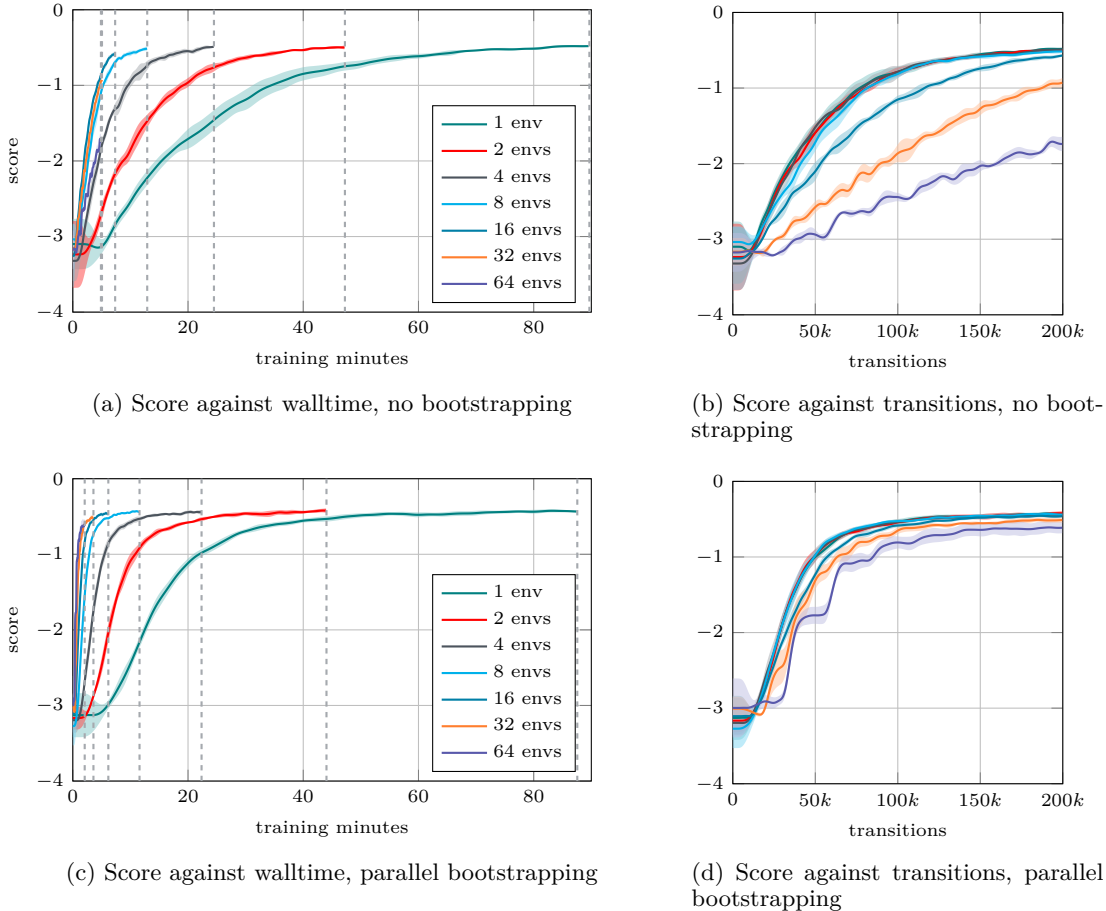 0
−1
−2
−3
−4
score
0
20
40
60
80
training minutes
1 env
2 envs
4 envs
8 envs
16 envs
32 envs
64 envs
(a) Score against walltime, no bootstrapping
0
−1
−2
−3
−4
0
50k
100k
150k
200k
transitions
(b) Score against transitions, no boot-
strapping
0
−1
−2
−3
−4
score
0
20
40
60
80
training minutes
1 env
2 envs
4 envs
8 envs
16 envs
32 envs
64 envs
(c) Score against walltime, parallel bootstrapping
0
−1
−2
−3
−4
0
50k
100k
150k
200k
transitions
(d) Score against transitions, parallel
bootstrapping